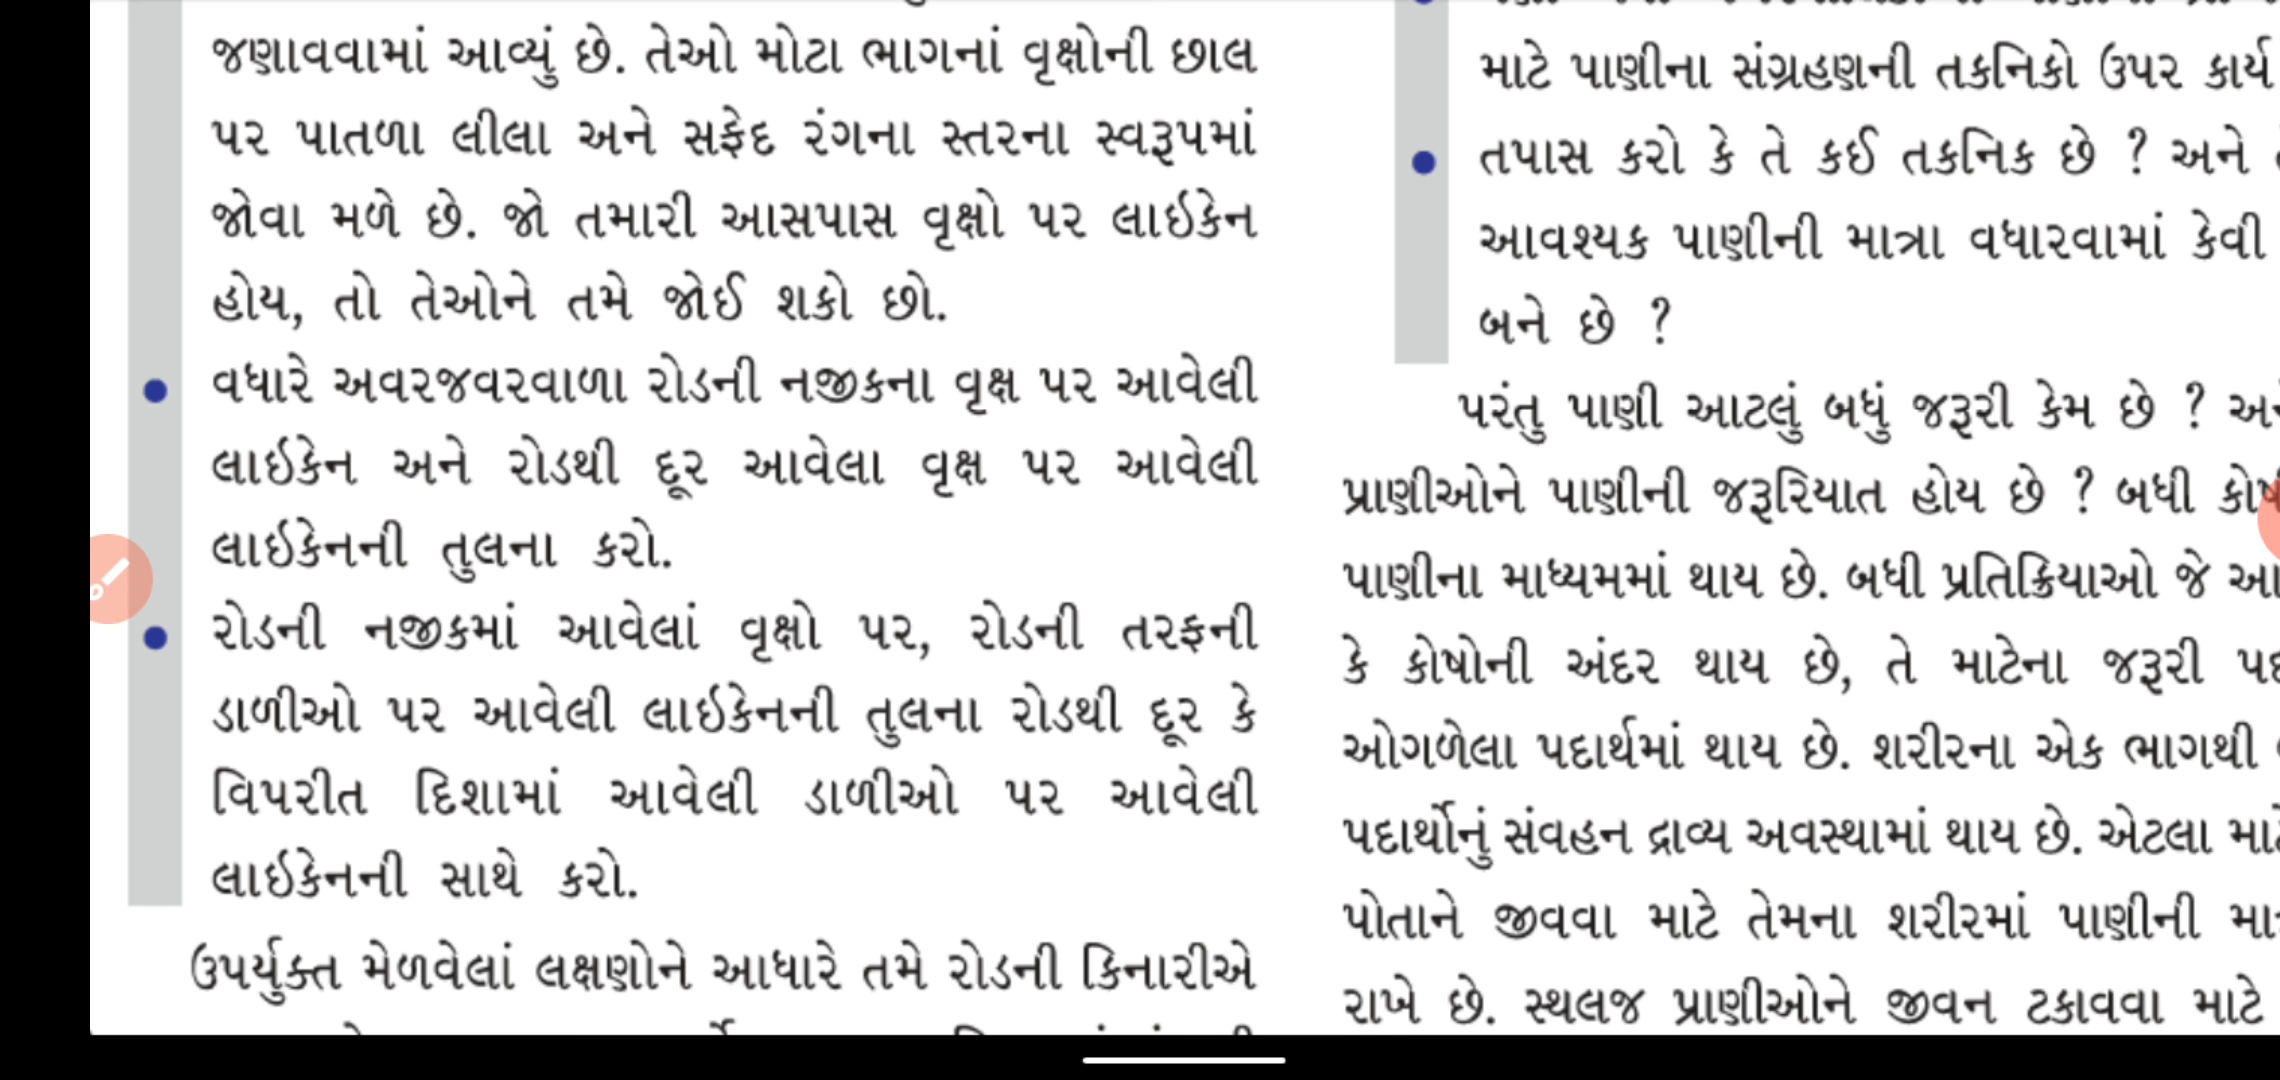 જણાવવામાં આવ્યું છે. તેઓ મોટા ભાગનાં વૃક્ષોની છાલ
પર પાતળા લીલા અને સફેદ રંગના સ્તરના સ્વરૂપમાં
જોવા મળે છે. જો તમારી આસપાસ વૃક્ષો પર લાઇકેન
હોય, તો તેઓને તમે જોઈ શકો છો.
● વધારે અવરજવરવાળા રોડની નજીકના વૃક્ષ પર આવેલી
લાઇકેન અને રોડથી દૂર આવેલા વૃક્ષ પર આવેલી
લાઇકેનની તુલના કરો.
● રોડની નજીકમાં આવેલાં વૃક્ષો પર, રોડની તરફની
ડાળીઓ પર આવેલી લાઇકેનની તુલના રોડથી દૂર કે
વિપરીત દિશામાં આવેલી ડાળીઓ પર આવેલી
લાઇકેનની સાથે કરો.
ઉપર્યુક્ત મેળવેલાં લક્ષણોને આધારે તમે રોડની કિનારીએ
માટે પાણીના સંગ્રહણની તકનિકો ઉપર કાર્ય
● તપાસ કરો કે તે કઈ તકનિક છે ? અને
આવશ્યક પાણીની માત્રા વધારવામાં કેવી
બને છે ?
પરંતુ પાણી આટલું બધું જરૂરી કેમ છે ?
પ્રાણીઓને પાણીની જરૂરિયાત હોય છે ? બધી
પાણીના માધ્યમમાં થાય છે. બધી પ્રતિક્રિયાઓ જે
કે કોષોની અંદર થાય છે, તે માટેના જરૂરી
ઓગળેલા પદાર્થમાં થાય છે. શરીરના એક ભાગથી
પદાર્થોનું સંવહન દ્રાવ્ય અવસ્થામાં થાય છે. એટલા
પોતાને જીવવા માટે તેમના શરીરમાં પાણીની
રાખે છે. સ્થલજ પ્રાણીઓને જીવન ટકાવવા માટે